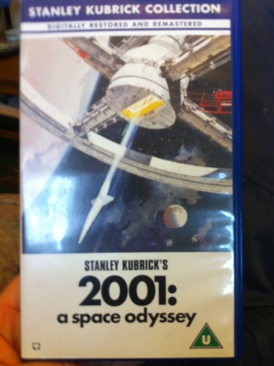 STANLEY KUBRICK COLLECTION
DIGITALLY RESTORED AND REMASTERED
STANLEY KUBRICK'S
2001:
a space odyssey
U